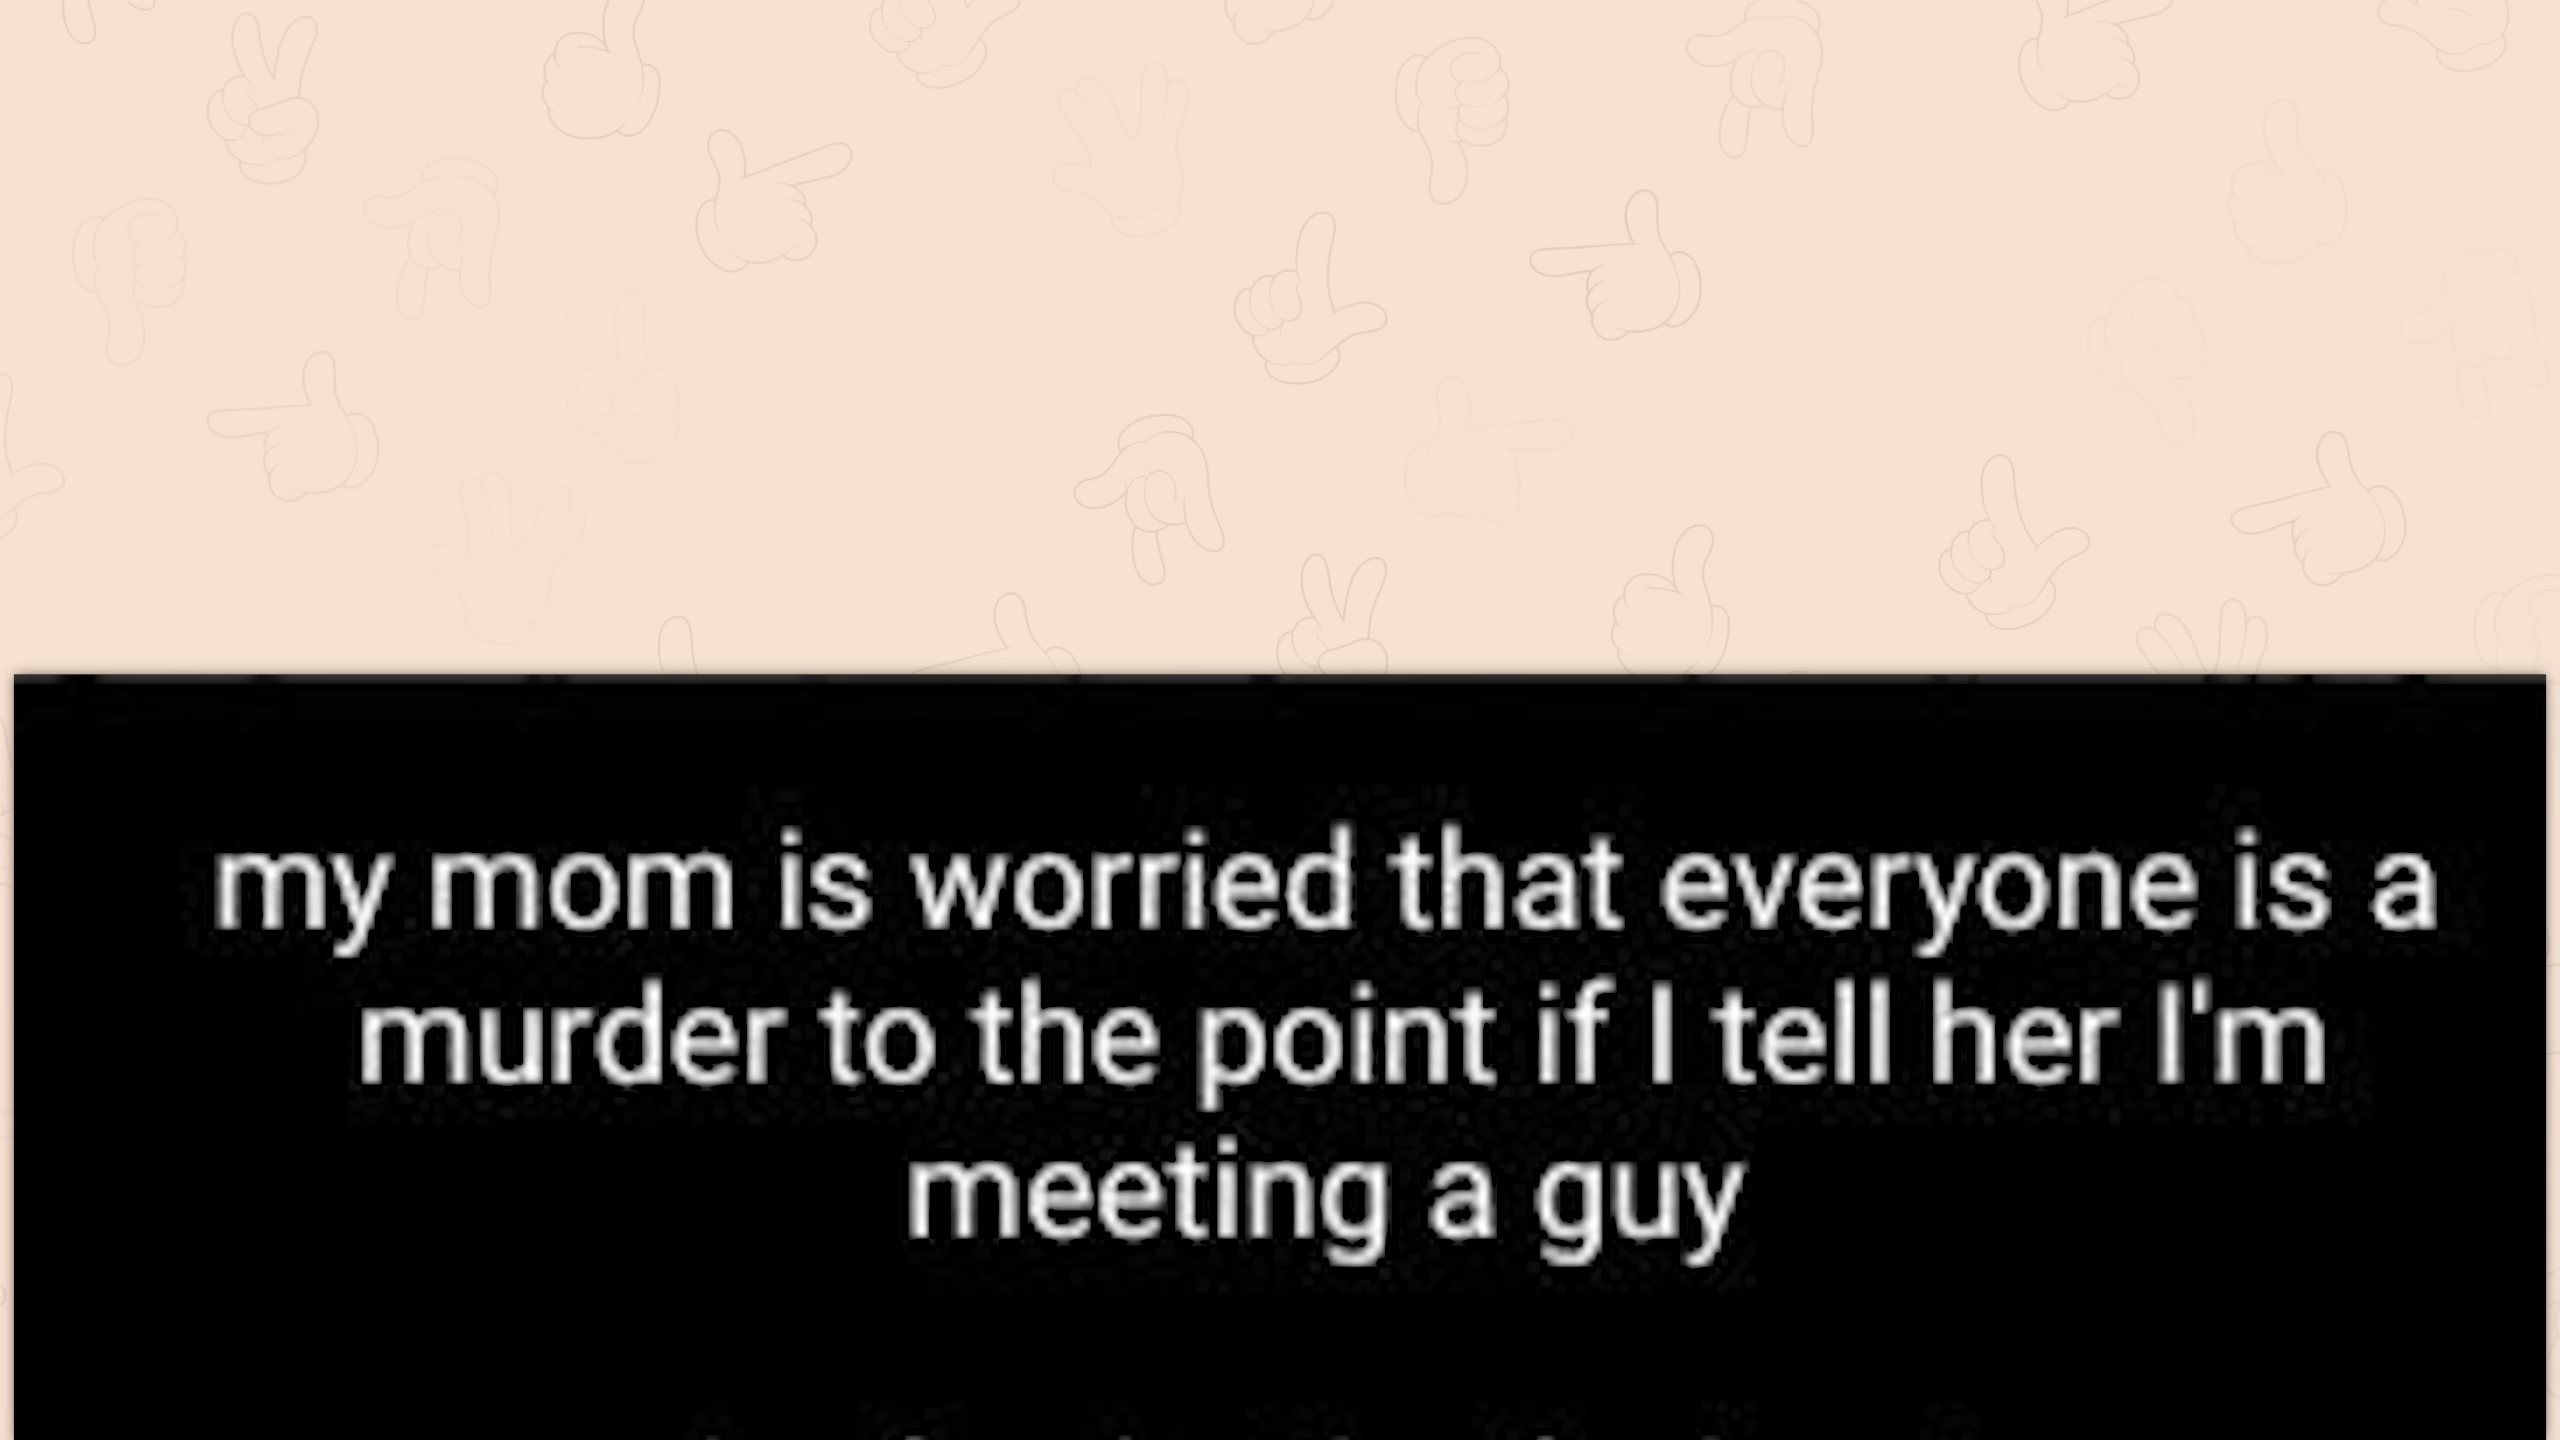 my mom is worried that everyone is a
murder to the point if I tell her I'm
meeting a guy